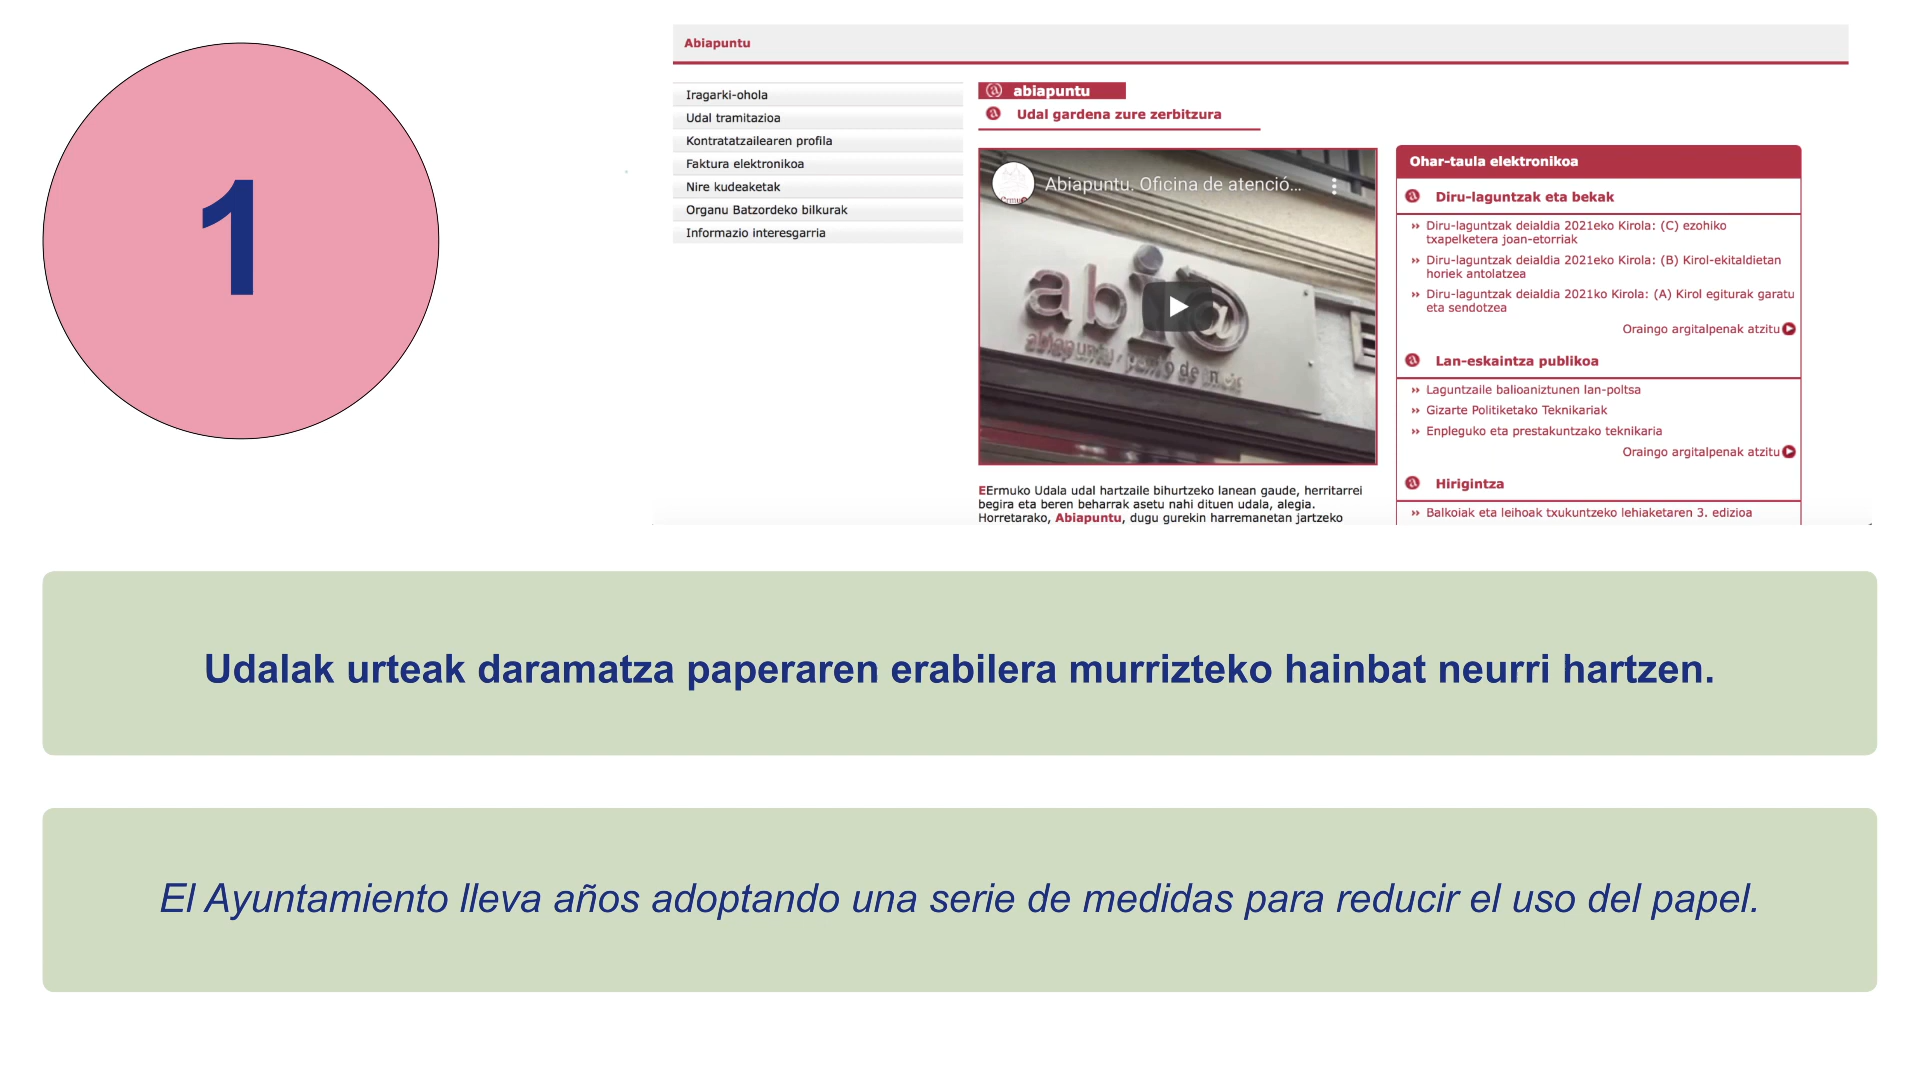 1
Abiapuntu
Iragarki-ohola
Udal tramitazioa
Kontratatzailearen profila
Faktura elektronikoa
Nire kudeaketak
Organu Batzordeko bilkurak
Informazio interesgarria
@ abiapuntu
Udal gardena zure zerbitzura
Abiapuntu. Oficina de atenció...
abi@
abiapuntu
EErmuko Udala udal hartzaile bihurtzeko lanean gaude, herritarrei
begira eta beren beharrak asetu nahi dituen udala, alegia.
Horretarako, Abiapuntu, dugu gurekin harremanetan jartzeko
Ohar-taula elektronikoa
Diru-laguntzak eta bekak
Diru-laguntzak deialdia 2021eko Kirola: (C) ezohiko
txapelketera joan-etorriak
Diru-laguntzak deialdia 2021eko Kirola: (B) Kirol-ekitaldietan
horiek antolatzea
Diru-laguntzak deialdia 2021ko Kirola: (A) Kirol egiturak garatu
eta sendotzea
Oraingo argitalpenak atzitu
Lan-eskaintza publikoa
Laguntzaile balioaniztunen lan-poltsa
Gizarte Politiketako Teknikariak
Enpleguko eta prestakuntzako teknikaria
Oraingo argitalpenak atzitu
Hirigintza
Balkoiak eta leihoak txukuntzeko lehiaketaren 3. edizioa
Udalak urteak daramatza paperaren erabilera murrizteko hainbat neurri hartzen.
El Ayuntamiento lleva años adoptando una serie de medidas para reducir el uso del papel.